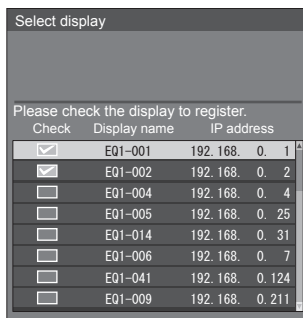 Select display
Please check the display to register.
Check Display name IP address
EQ1-001 192. 168. 0. 1
EQ1-002 192. 168. 0. 2
EQ1-004 192. 168. 0. 4
EQ1-005 192. 168. 0. 25
EQ1-014 192. 168. 0. 31
EQ1-006 192. 168. 0. 7
EQ1-041 192. 168. 0. 124
EQ1-009 192. 168. 0. 211